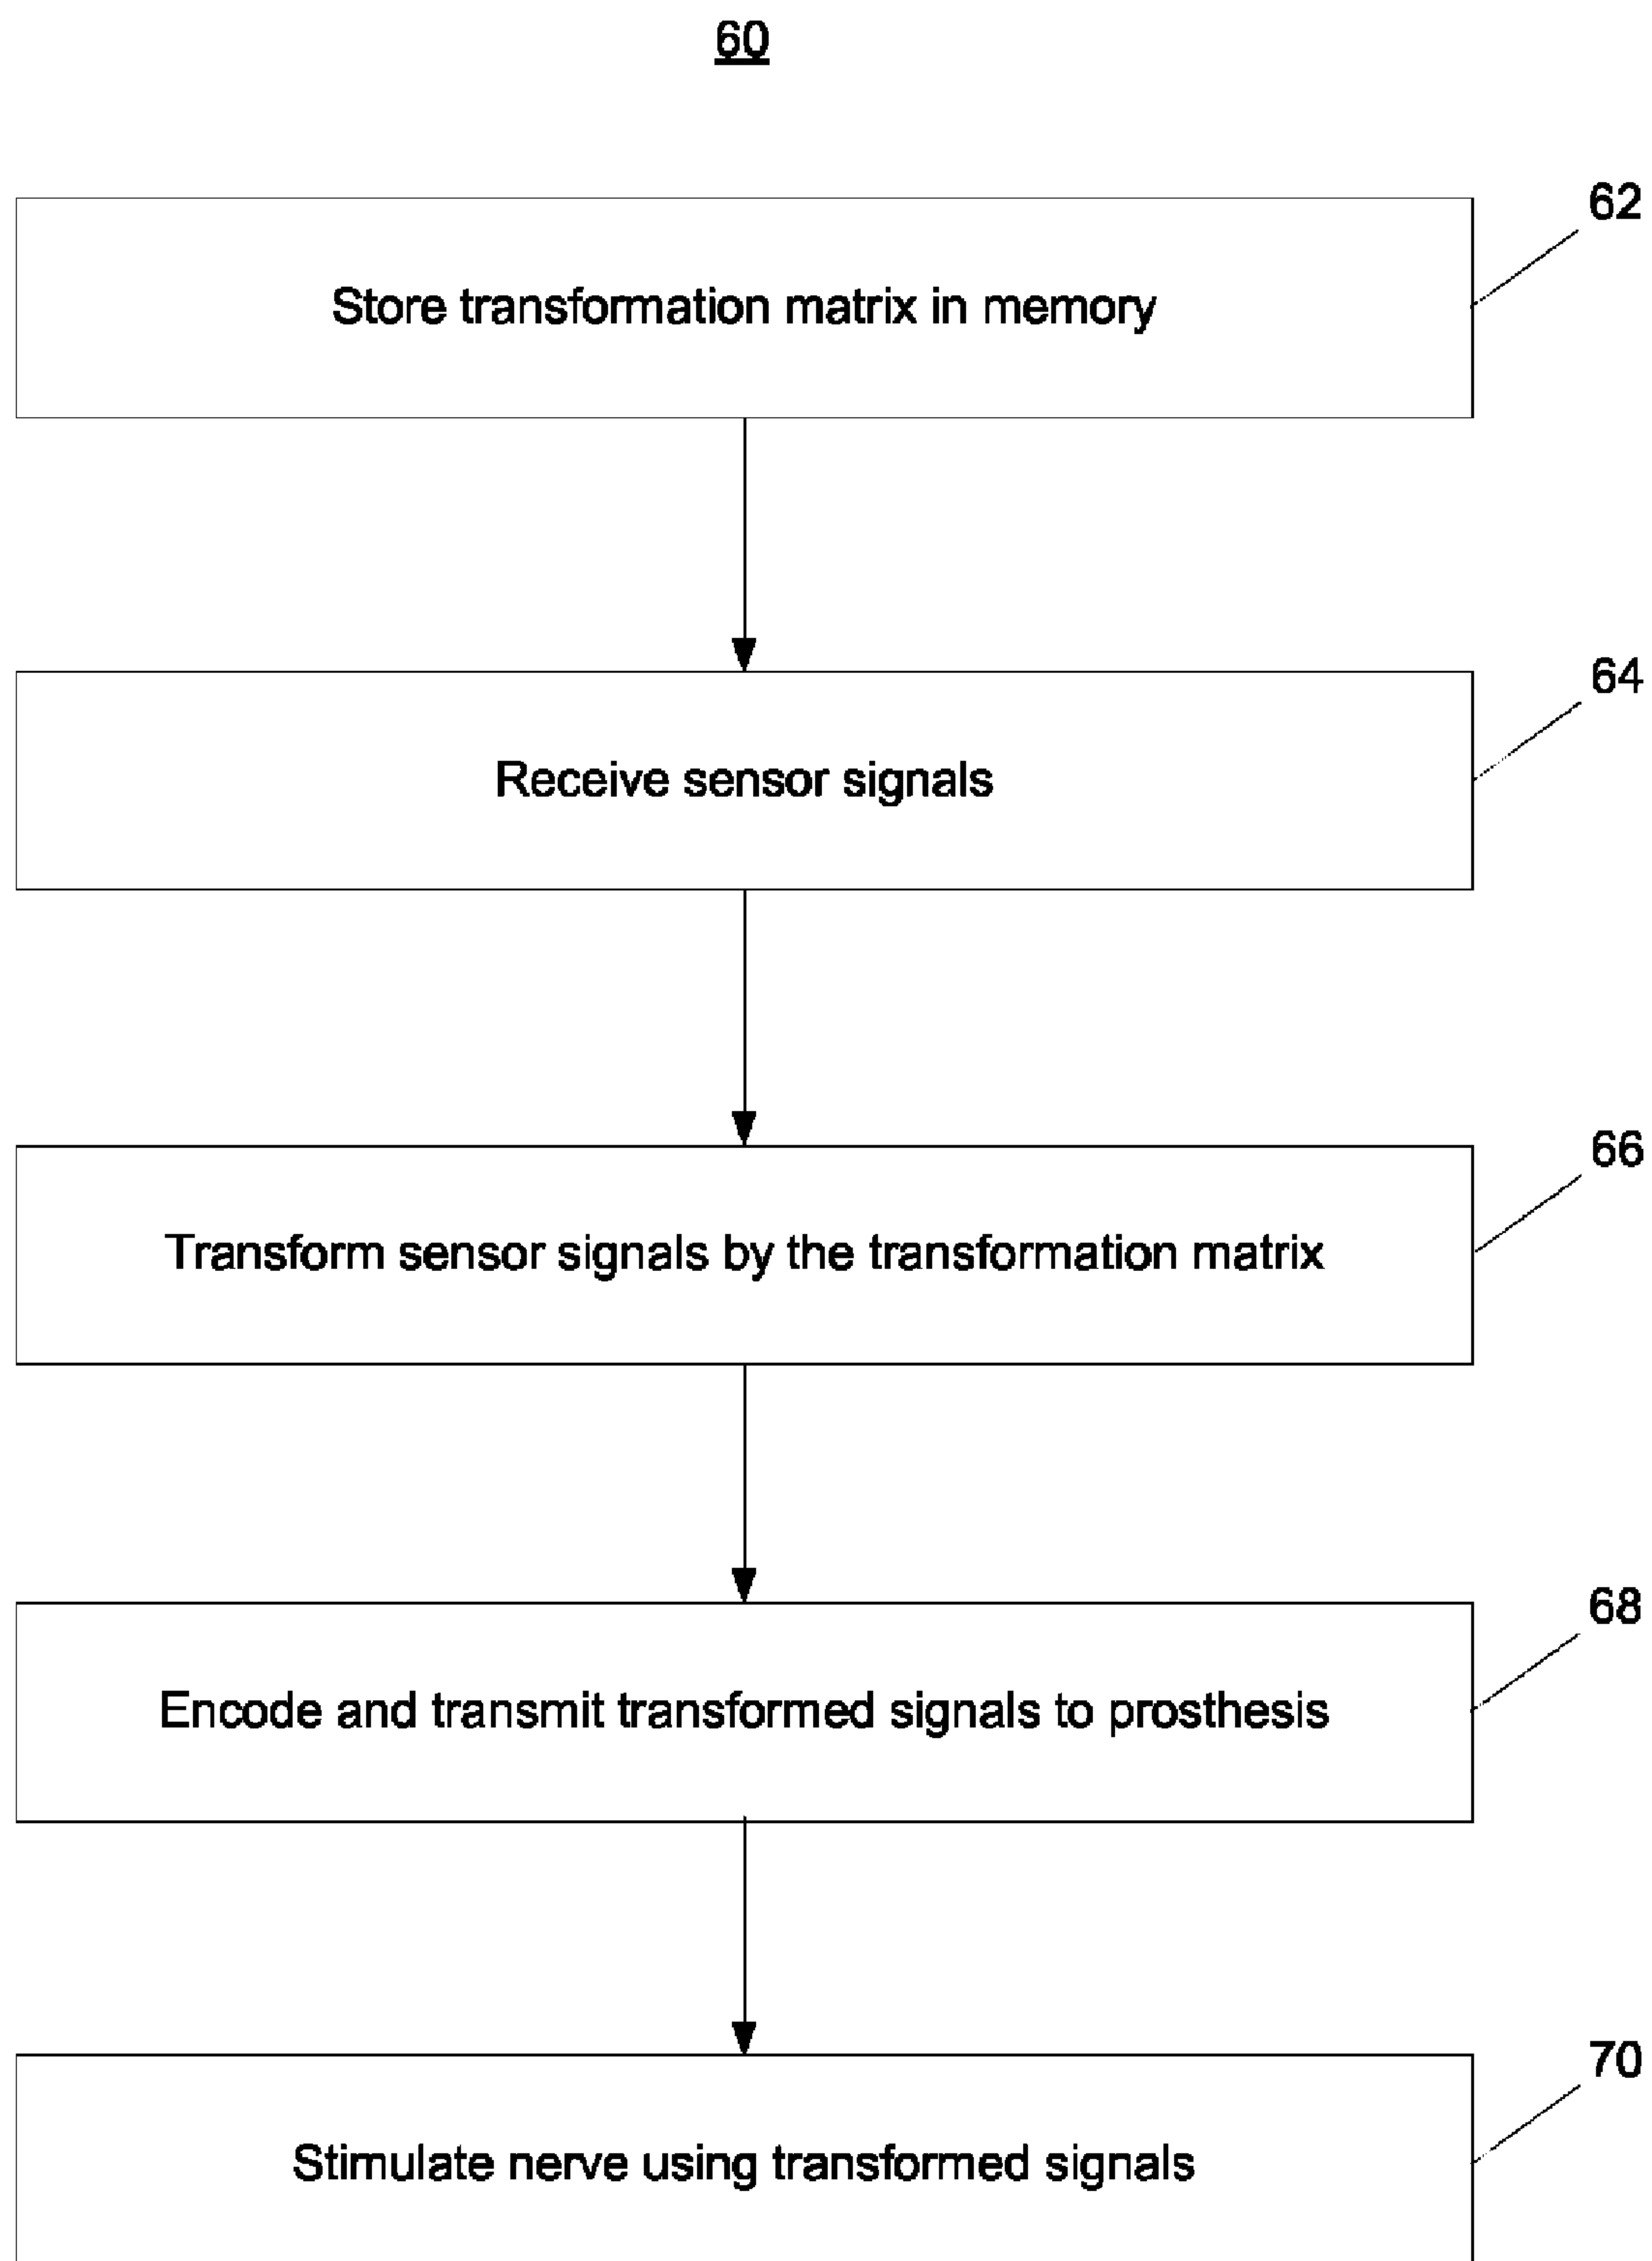 60
62
Store transformation matrix in memory
64
Receive sensor signals
66
Transform sensor signals by the transformation matrix
68
Encode and transmit transformed signals to prosthesis
70
Stimulate nerve using transformed signals